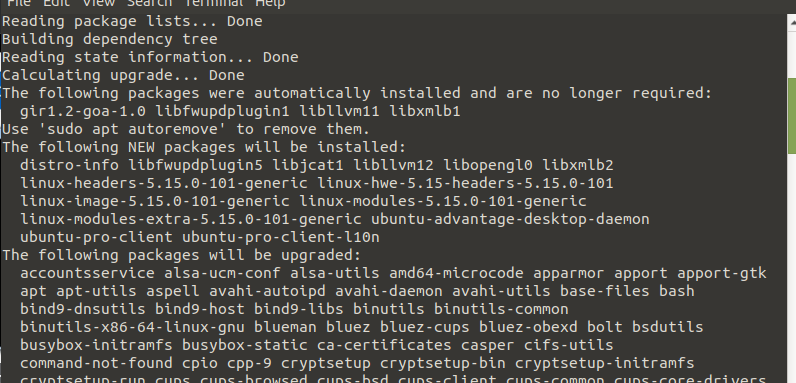 File Edit View Search Terminal Help
Reading package lists... Done
Building dependency tree
Reading state information... Done
Calculating upgrade... Done
The following packages were automatically installed and are no longer required:
gir1.2-goa-1.0 libfwupdplugin1 libllvm11 libxmlb1
Use 'sudo apt autoremove' to remove them.
The following NEW packages will be installed:
distro-info libfwupdplugin5 libjcat1 libllvm12 libopengl0 libxmlb2
linux-headers-5.15.0-101-generic linux-hwe-5.15-headers-5.15.0-101
linux-image-5.15.0-101-generic linux-modules-5.15.0-101-generic
linux-modules-extra-5.15.0-101-generic ubuntu-advantage-desktop-daemon
ubuntu-pro-client ubuntu-pro-client-l10n
The following packages will be upgraded:
accountsservice alsa-ucm-conf alsa-utils amd64-microcode apparmor apport apport-gtk
apt apt-utils aspell avahi-autoipd avahi-daemon avahi-utils base-files bash
bind9-dnsutils bind9-host bind9-libs binutils binutils-common
binutils-x86-64-linux-gnu blueman bluez bluez-cups bluez-obexd bolt bsdutils
busybox-initramfs busybox-static ca-certificates casper cifs-utils
command-not-found cpio cpp-9 cryptsetup cryptsetup-bin cryptsetup-initramfs
cryptsetup-run cups cups-browsed cups-bsd cups-client cups-common cups-core-drivers